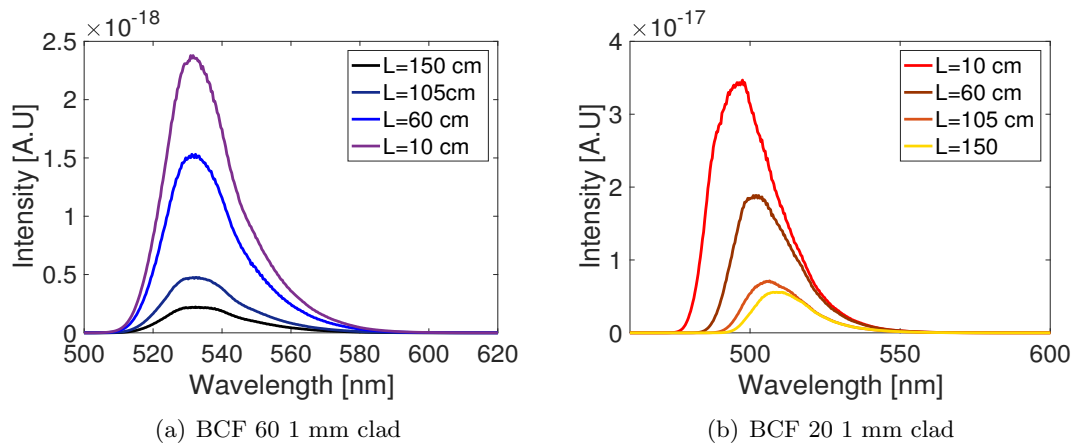 ×10⁻¹⁸
2.5
2
1.5
1
0.5
0
Intensity [A.U]
500 520 540 560 580 600 620
Wavelength [nm]
L=150 cm
L=105cm
L=60 cm
L=10 cm
(a) BCF 60 1 mm clad
×10⁻¹⁷
4
3
2
1
0
Intensity [A.U]
500 550 600
Wavelength [nm]
L=10 cm
L=60 cm
L=105 cm
L=150
(b) BCF 20 1 mm clad